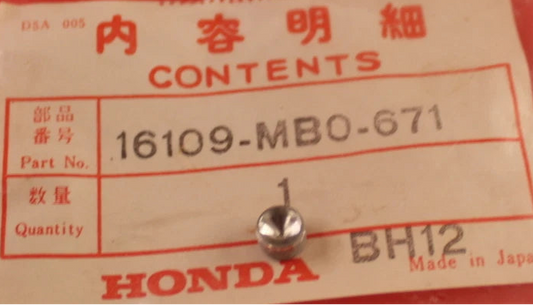 DSA 005
内容明細
CONTENTS
部品
番号
Part No.
16109-MB0-671
数量
Quantity
1
BH12
HONDA
Made in Japa